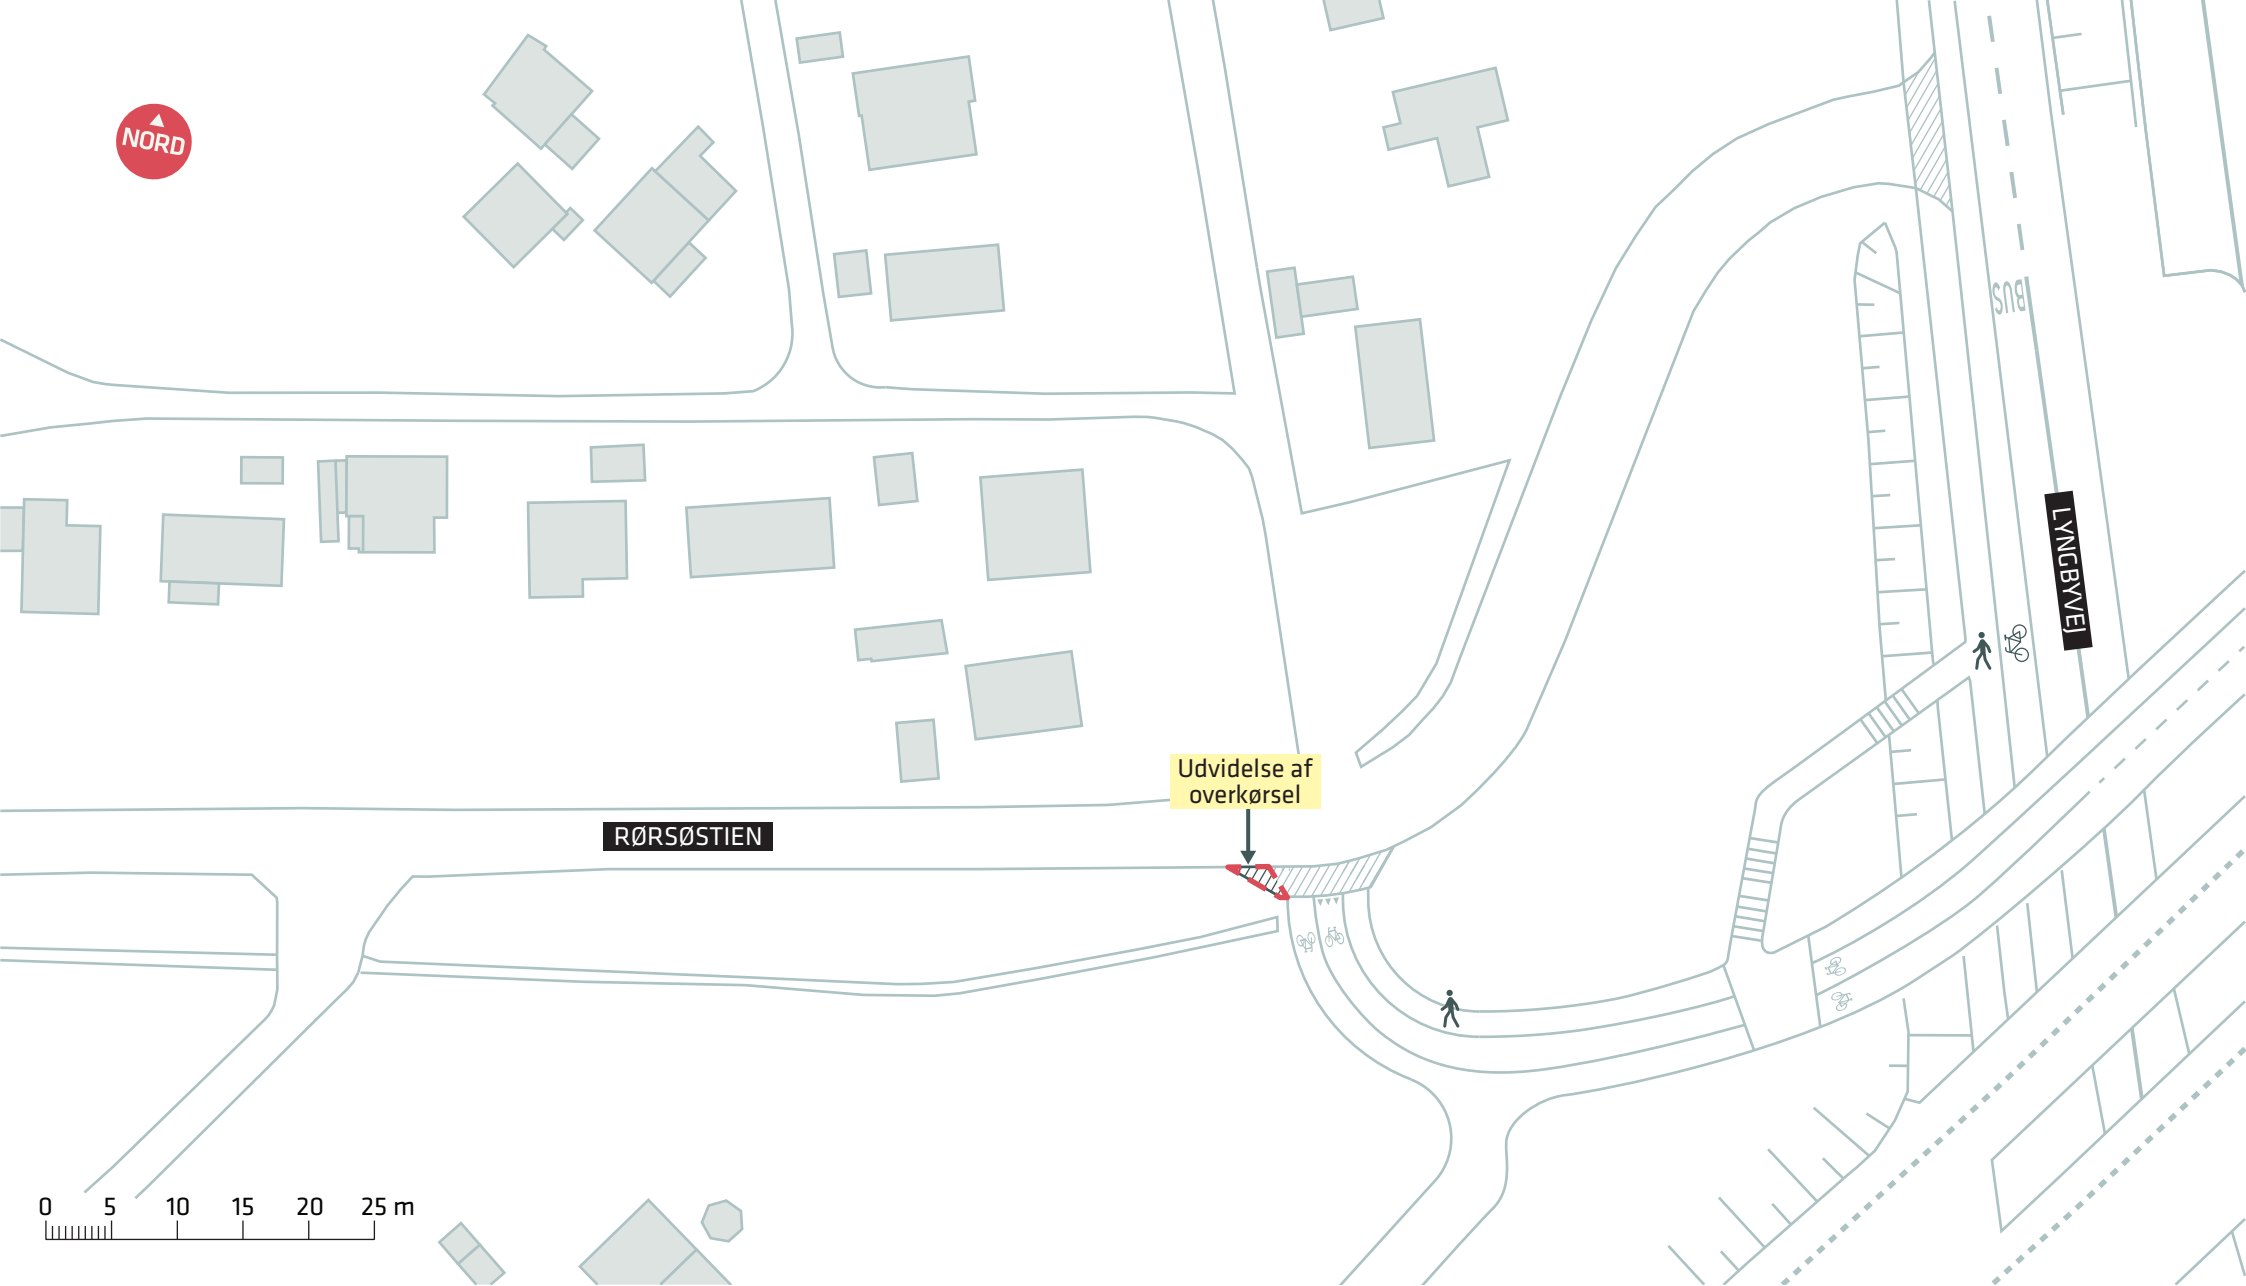 NORD
BUS
LYNGBYVEJ
Udvidelse af
overkørsel
RØRSØSTIEN
0 5 10 15 20 25 m